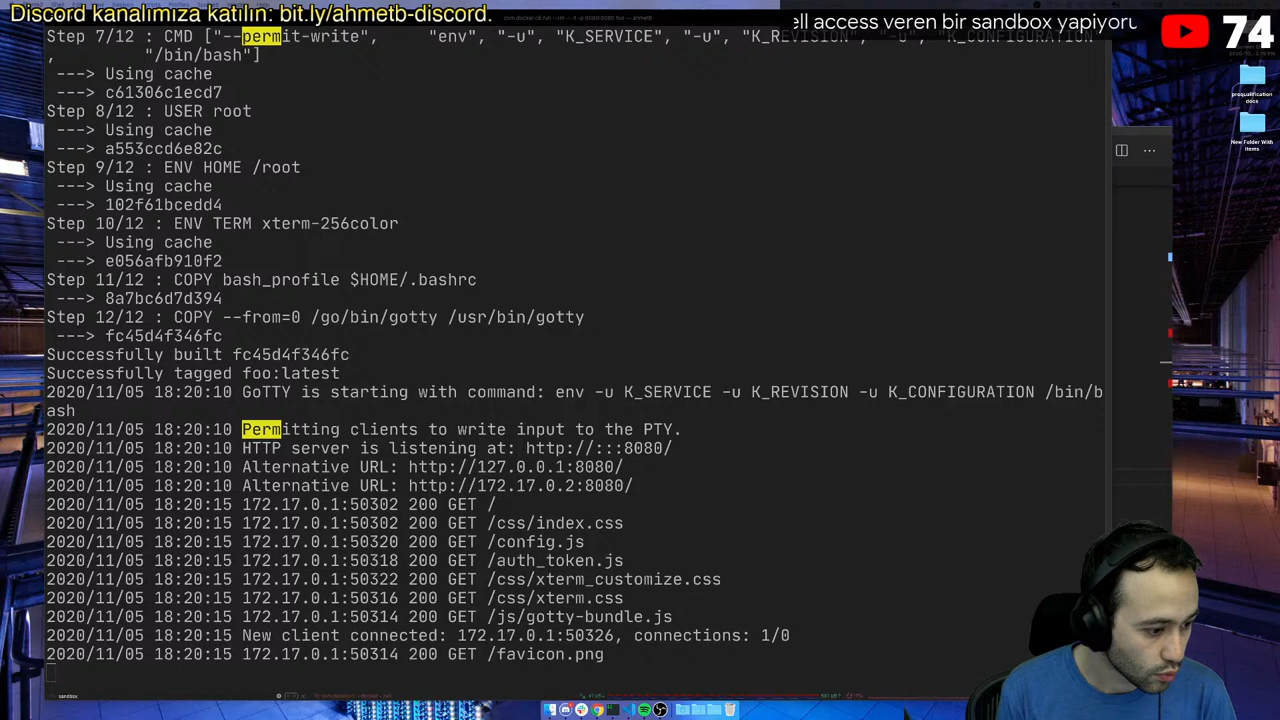 Discord kanalımıza katılın: bit.ly/ahmetb-discord.
ell access veren bir sandbox yapiyoru
74
Step 7/12 : CMD ["--permit-write",      "env", "-u", "K_SERVICE", "-u", "K_REVISION", "-u", "K_CONFIGURATION"
,      "/bin/bash"]
---> Using cache
---> c61306c1ecd7
Step 8/12 : USER root
---> Using cache
---> a553ccd6e82c
Step 9/12 : ENV HOME /root
---> Using cache
---> 102f61bcedd4
Step 10/12 : ENV TERM xterm-256color
---> Using cache
---> e056afb910f2
Step 11/12 : COPY bash_profile $HOME/.bashrc
---> 8a7bc6d7d394
Step 12/12 : COPY --from=0 /go/bin/gotty /usr/bin/gotty
---> fc45d4f346fc
Successfully built fc45d4f346fc
Successfully tagged foo:latest
2020/11/05 18:20:10 GoTTY is starting with command: env -u K_SERVICE -u K_REVISION -u K_CONFIGURATION /bin/b
ash
2020/11/05 18:20:10 Permitting clients to write input to the PTY.
2020/11/05 18:20:10 HTTP server is listening at: http://:::8080/
2020/11/05 18:20:10 Alternative URL: http://127.0.0.1:8080/
2020/11/05 18:20:10 Alternative URL: http://172.17.0.2:8080/
2020/11/05 18:20:15 172.17.0.1:50302 200 GET /
2020/11/05 18:20:15 172.17.0.1:50302 200 GET /css/index.css
2020/11/05 18:20:15 172.17.0.1:50320 200 GET /config.js
2020/11/05 18:20:15 172.17.0.1:50318 200 GET /auth_token.js
2020/11/05 18:20:15 172.17.0.1:50322 200 GET /css/xterm_customize.css
2020/11/05 18:20:15 172.17.0.1:50316 200 GET /css/xterm.css
2020/11/05 18:20:15 172.17.0.1:50314 200 GET /js/gotty-bundle.js
2020/11/05 18:20:15 New client connected: 172.17.0.1:50326, connections: 1/0
2020/11/05 18:20:15 172.17.0.1:50314 200 GET /favicon.png
prequalification
docs
New Folder With
Items
sandbox